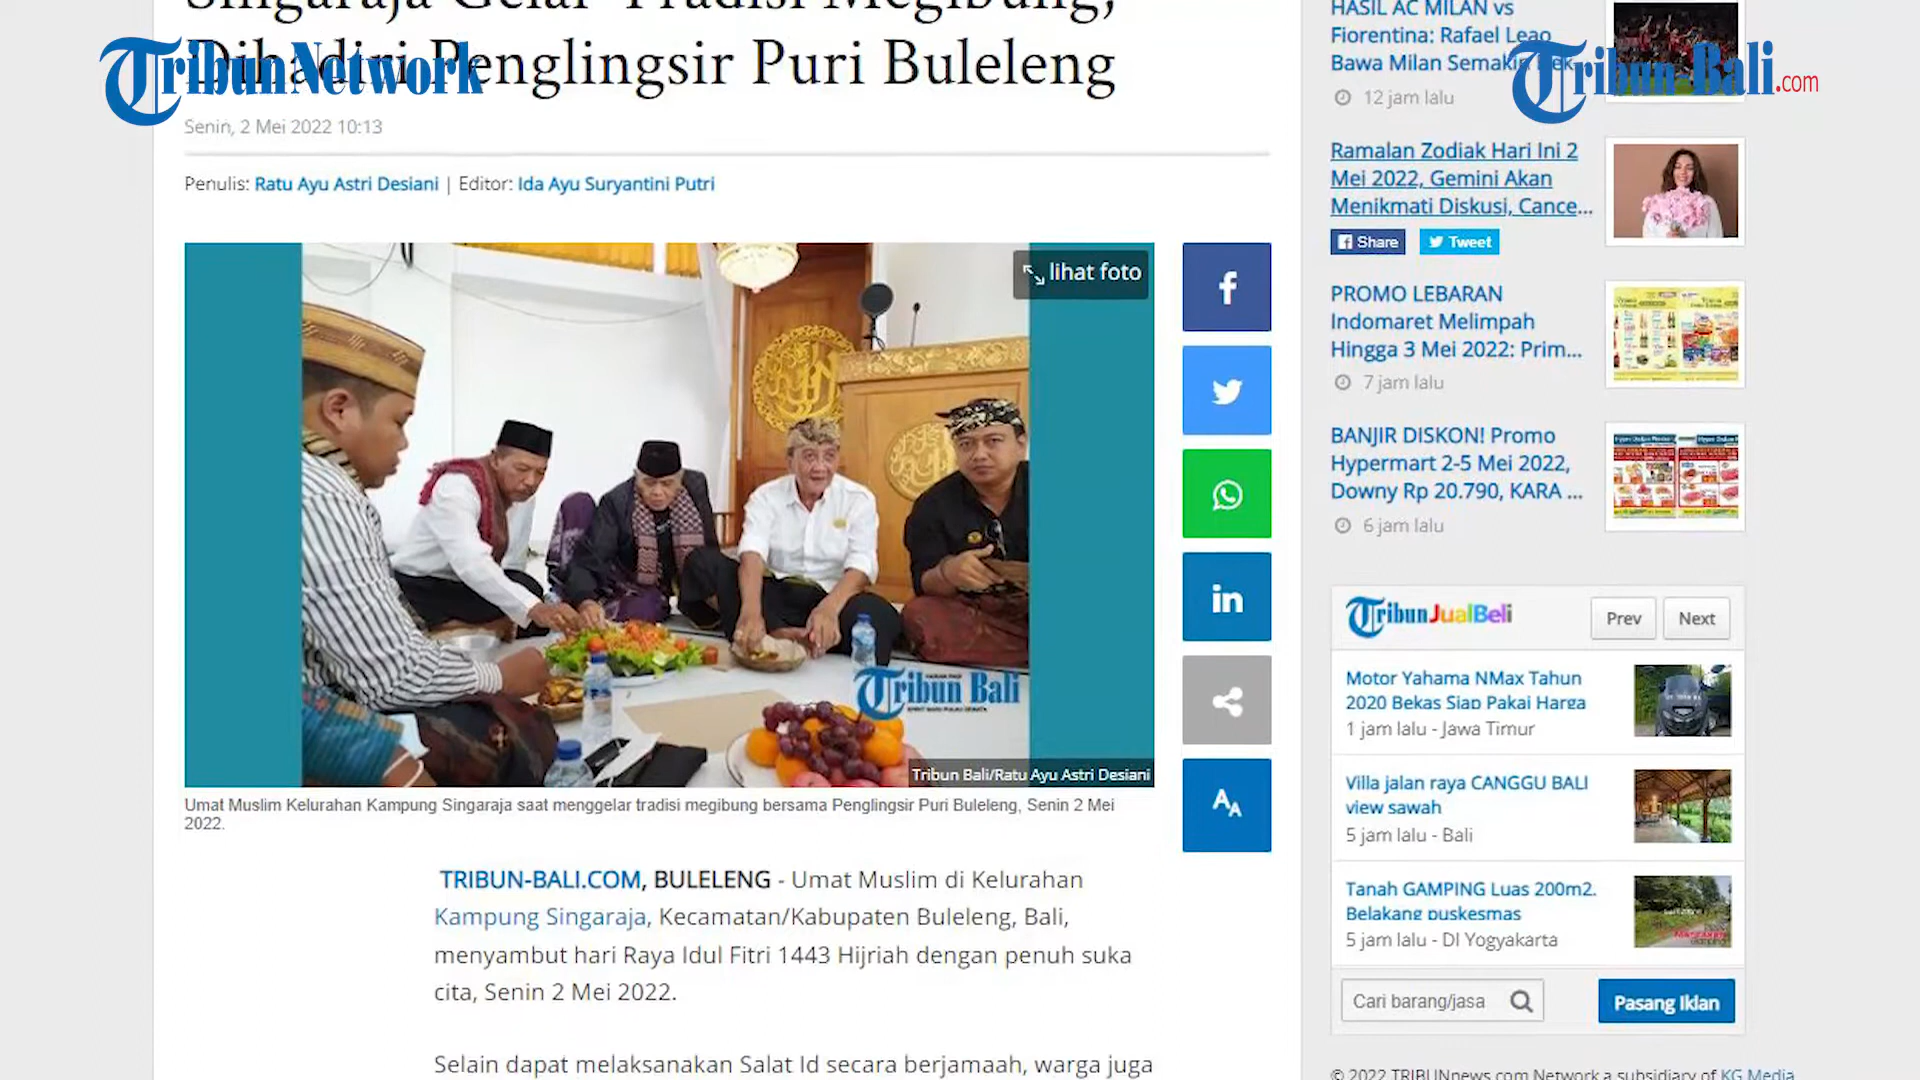 Singaraja Gelar Tradisi Megibung,
Dihadiri Penglingsir Puri Buleleng
TribunNetwork
Tribun-Bali.com
Senin, 2 Mei 2022 10:13
Penulis: Ratu Ayu Astri Desiani | Editor: Ida Ayu Suryantini Putri
lihat foto
Tribun Bali
Tribun Bali/Ratu Ayu Astri Desiani
Umat Muslim Kelurahan Kampung Singaraja saat menggelar tradisi megibung bersama Penglingsir Puri Buleleng, Senin 2 Mei
2022.
TRIBUN-BALI.COM, BULELENG - Umat Muslim di Kelurahan
Kampung Singaraja, Kecamatan/Kabupaten Buleleng, Bali,
menyambut hari Raya Idul Fitri 1443 Hijriah dengan penuh suka
cita, Senin 2 Mei 2022.
Selain dapat melaksanakan Salat Id secara berjamaah, warga juga
HASIL AC MILAN vs
Fiorentina: Rafael Leao
Bawa Milan Semakin
12 jam lalu
Ramalan Zodiak Hari Ini 2
Mei 2022, Gemini Akan
Menikmati Diskusi, Cance...
Share
Tweet
PROMO LEBARAN
Indomaret Melimpah
Hingga 3 Mei 2022: Prim...
7 jam lalu
BANJIR DISKON! Promo
Hypermart 2-5 Mei 2022,
Downy Rp 20.790, KARA ...
6 jam lalu
TribunJualBeli
Prev
Next
Motor Yahama NMax Tahun
2020 Bekas Siap Pakai Harga
1 jam lalu - Jawa Timur
Villa jalan raya CANGGU BALI
view sawah
5 jam lalu - Bali
Tanah GAMPING Luas 200m2.
Belakang puskesmas
5 jam lalu - DI Yogyakarta
Cari barang/jasa
Pasang Iklan
© 2022 TRIBUNnews.com Network,a subsidiary of KG Media